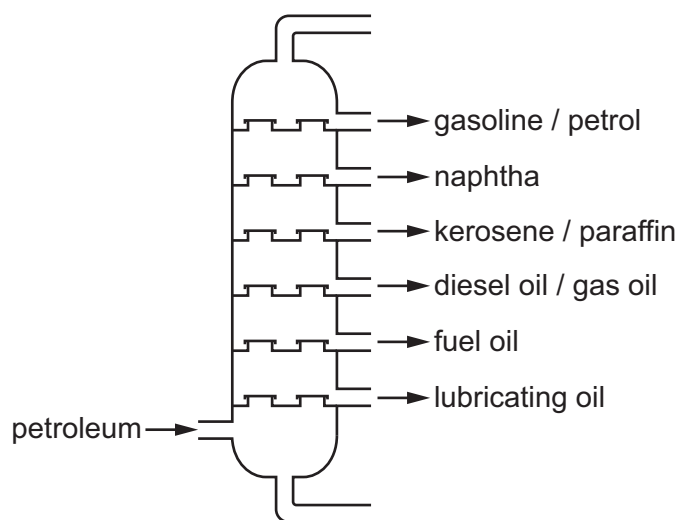 gasoline / petrol
naphtha
kerosene / paraffin
diesel oil / gas oil
fuel oil
lubricating oil
petroleum